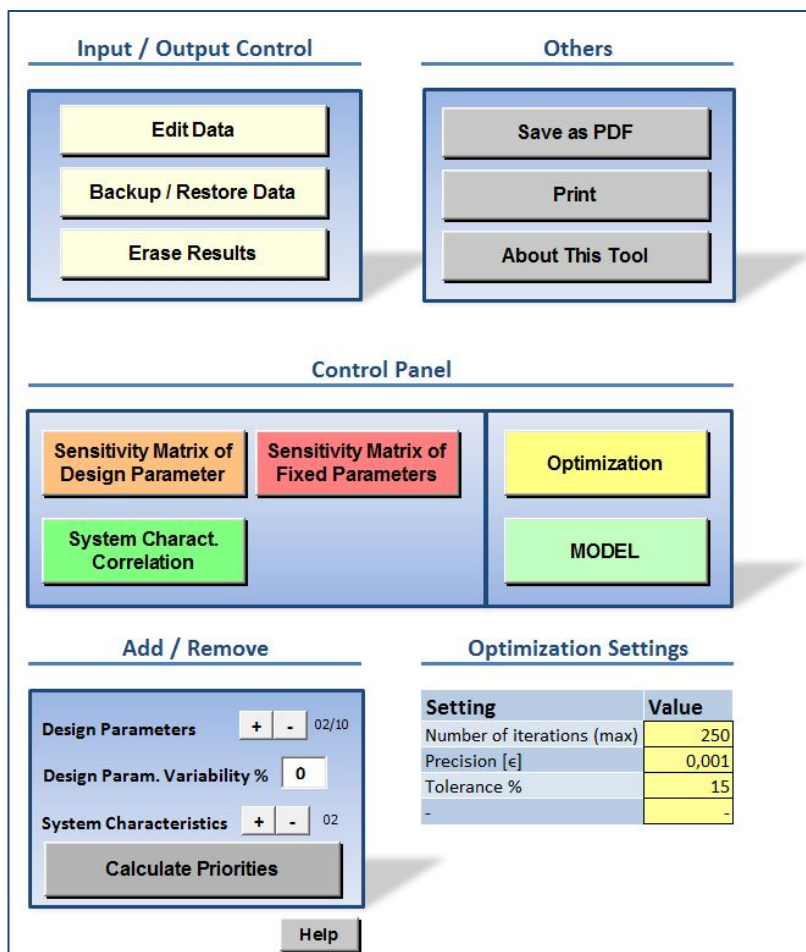 Input / Output Control
Edit Data
Backup / Restore Data
Erase Results
Others
Save as PDF
Print
About This Tool
Control Panel
Sensitivity Matrix of
Design Parameter
Sensitivity Matrix of
Fixed Parameters
System Charact.
Correlation
Optimization
MODEL
Add / Remove
Design Parameters + - 02/10
Design Param. Variability % 0
System Characteristics + - 02
Calculate Priorities
Help
Optimization Settings
Setting Value
Number of iterations (max) 250
Precision [ϵ] 0,001
Tolerance % 15
- -